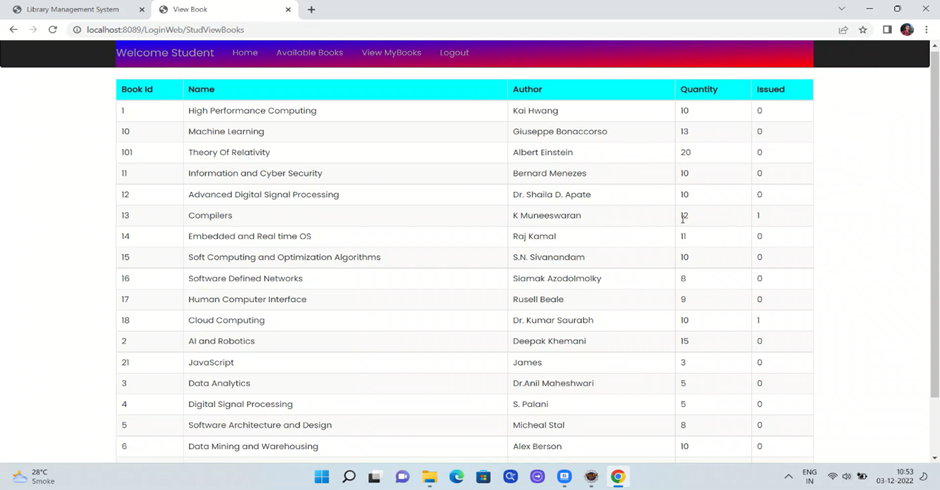 Library Management System
View Book
localhost:8089/LoginWeb/StudViewBooks
Welcome Student Home Available Books View MyBooks Logout
Book Id Name Author Quantity Issued
1 High Performance Computing Kai Hwang 10 0
10 Machine Learning Giuseppe Bonaccorso 13 0
101 Theory Of Relativity Albert Einstein 20 0
11 Information and Cyber Security Bernard Menezes 10 0
12 Advanced Digital Signal Processing Dr. Shaila D. Apate 10 0
13 Compilers K Muneeswaran 12 1
14 Embedded and Real time OS Raj Kamal 11 0
15 Soft Computing and Optimization Algorithms S.N. Sivanandam 10 0
16 Software Defined Networks Siamak Azodolmolky 8 0
17 Human Computer Interface Rusell Beale 9 0
18 Cloud Computing Dr. Kumar Saurabh 10 1
2 AI and Robotics Deepak Khemani 15 0
21 JavaScript James 3 0
3 Data Analytics Dr.Anil Maheshwari 5 0
4 Digital Signal Processing S. Palani 5 0
5 Software Architecture and Design Micheal Stal 8 0
6 Data Mining and Warehousing Alex Berson 10 0
28°C
Smoke
ENG
IN
10:53
03-12-2022